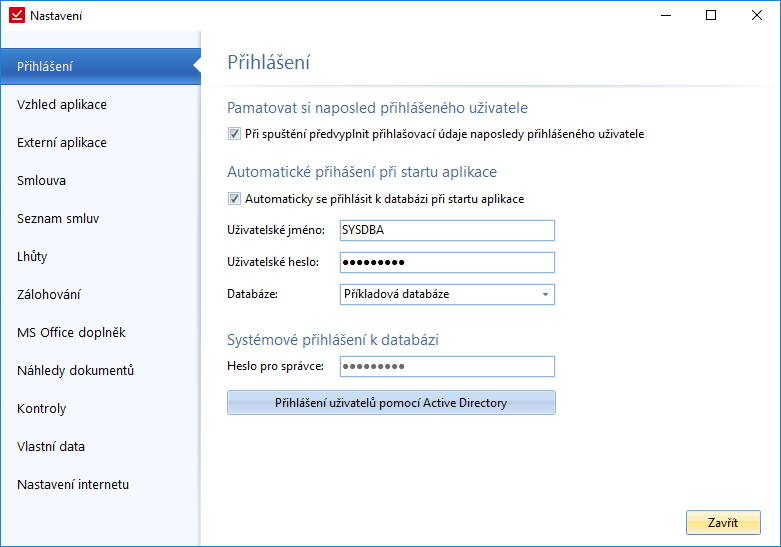 Nastavení
Přihlášení
Vzhled aplikace
Externí aplikace
Smlouva
Seznam smluv
Lhůty
Zálohování
MS Office doplněk
Náhledy dokumentů
Kontroly
Vlastní data
Nastavení internetu
Přihlášení
Pamatovat si naposled přihlášeného uživatele
Při spuštění předvyplnit přihlašovací údaje naposledy přihlášeného uživatele
Automatické přihášení při startu aplikace
Automaticky se přihlásit k databázi při startu aplikace
Uživatelské jméno: SYSDBA
Uživatelské heslo: ●●●●●●●●●
Databáze: Příkladová databáze
Systémové přihlášení k databázi
Heslo pro správce: ●●●●●●●●●
Přihlášení uživatelů pomocí Active Directory
Zavřít